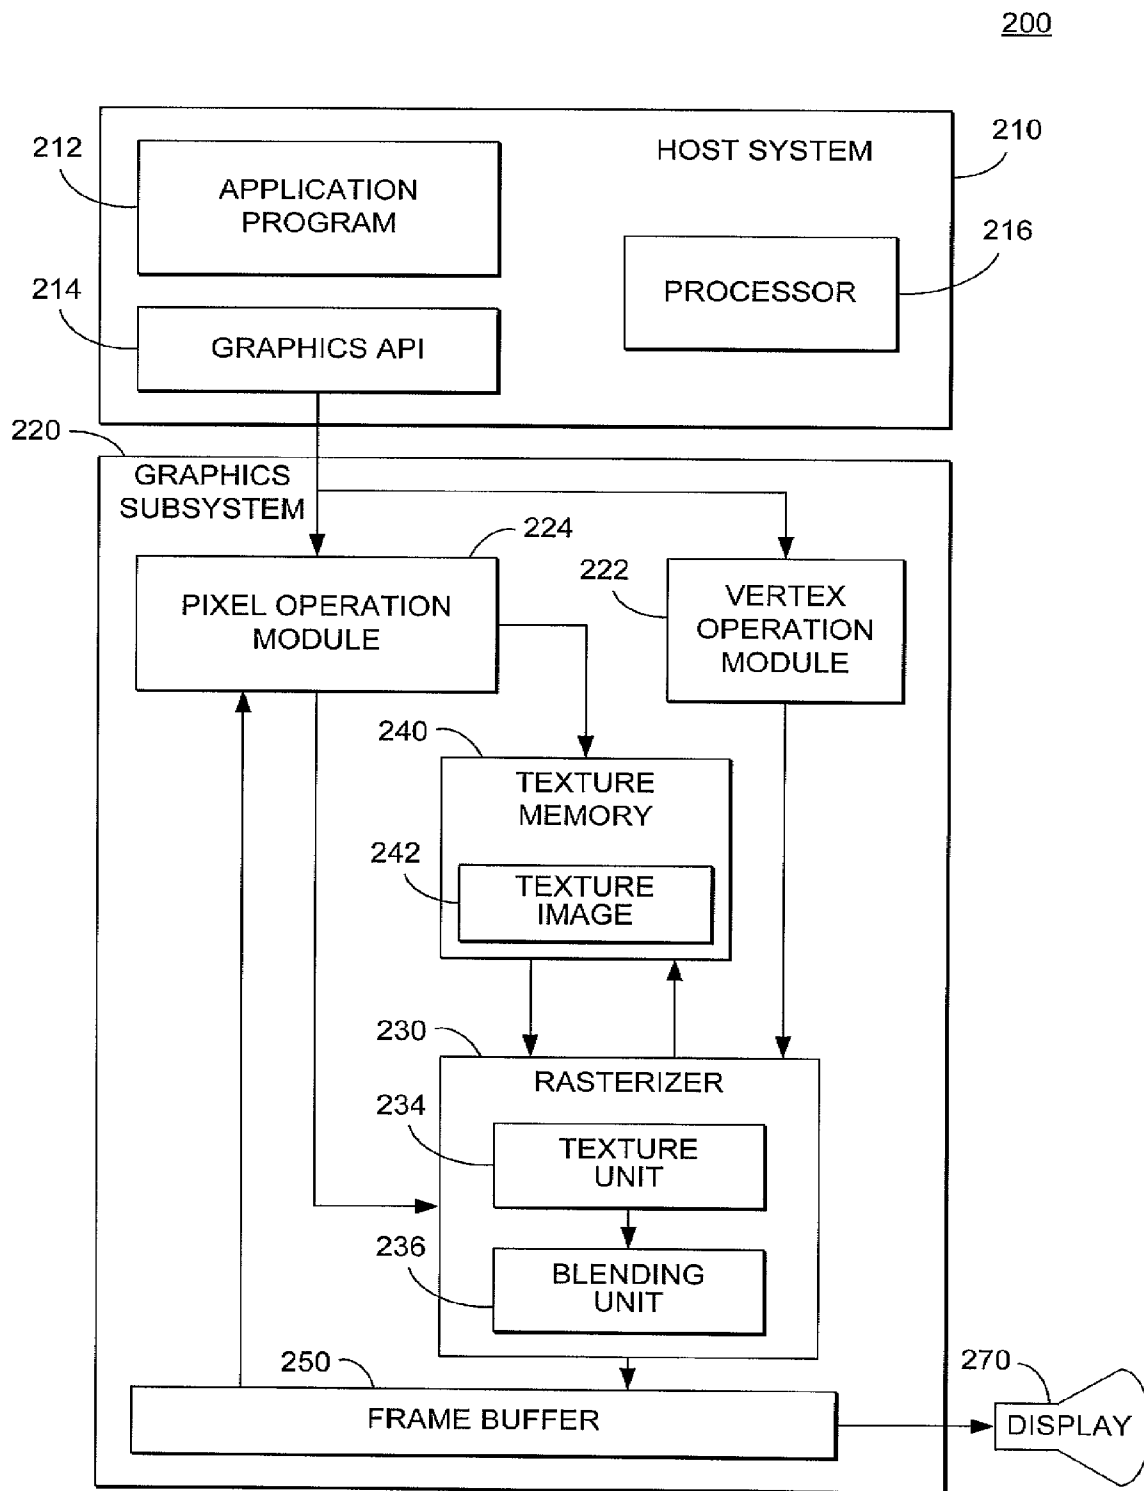 200
210
HOST SYSTEM
212
APPLICATION
PROGRAM
216
PROCESSOR
214
GRAPHICS API
220
GRAPHICS
SUBSYSTEM
224
PIXEL OPERATION
MODULE
222
VERTEX
OPERATION
MODULE
240
TEXTURE
MEMORY
242
TEXTURE
IMAGE
230
RASTERIZER
234
TEXTURE
UNIT
236
BLENDING
UNIT
250
FRAME BUFFER
270
DISPLAY